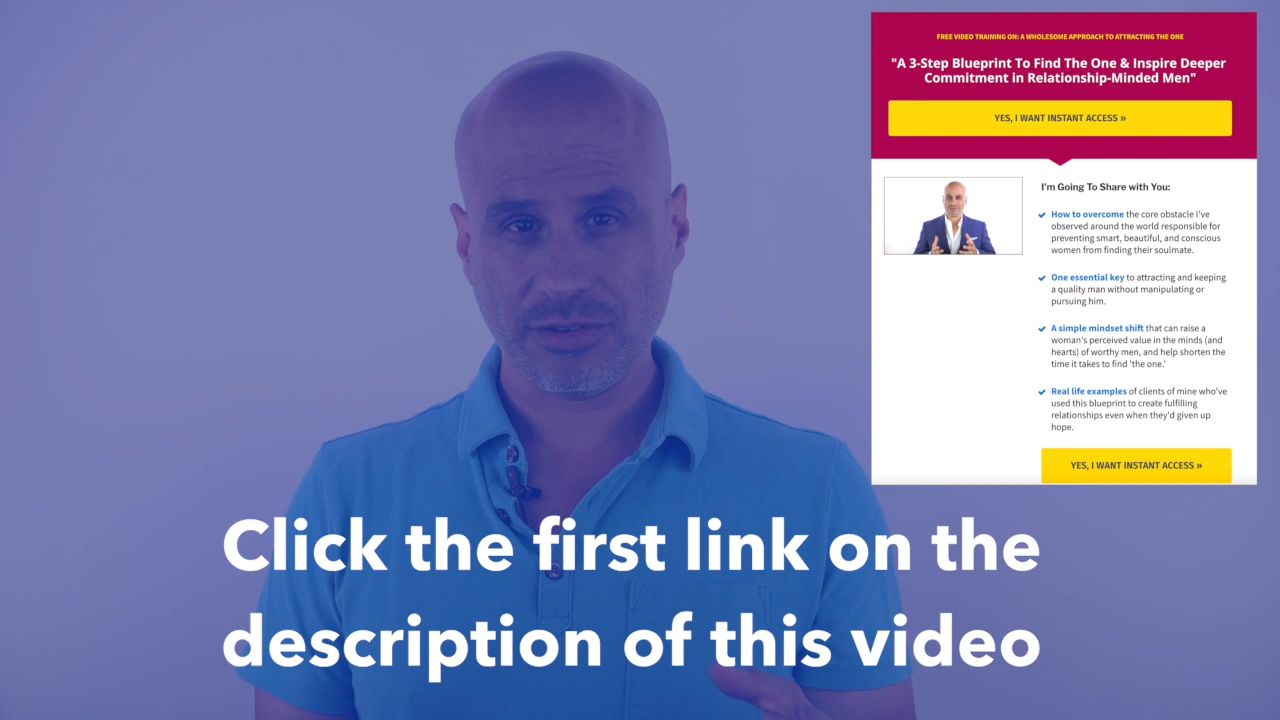 FREE VIDEO TRAINING ON: A WHOLESOME APPROACH TO ATTRACTING THE ONE
"A 3-Step Blueprint To Find The One & Inspire Deeper
Commitment in Relationship-Minded Men"
YES, I WANT INSTANT ACCESS »
I'm Going To Share with You:
How to overcome the core obstacle I've
observed around the world responsible for
preventing smart, beautiful, and conscious
women from finding their soulmate.
One essential key to attracting and keeping
a quality man without manipulating or
pursuing him.
A simple mindset shift that can raise a
woman's perceived value in the minds (and
hearts) of worthy men, and help shorten the
time it takes to find 'the one.'
Real life examples of clients of mine who've
used this blueprint to create fulfilling
relationships even when they'd given up
hope.
YES, I WANT INSTANT ACCESS »
Click the first link on the
description of this video